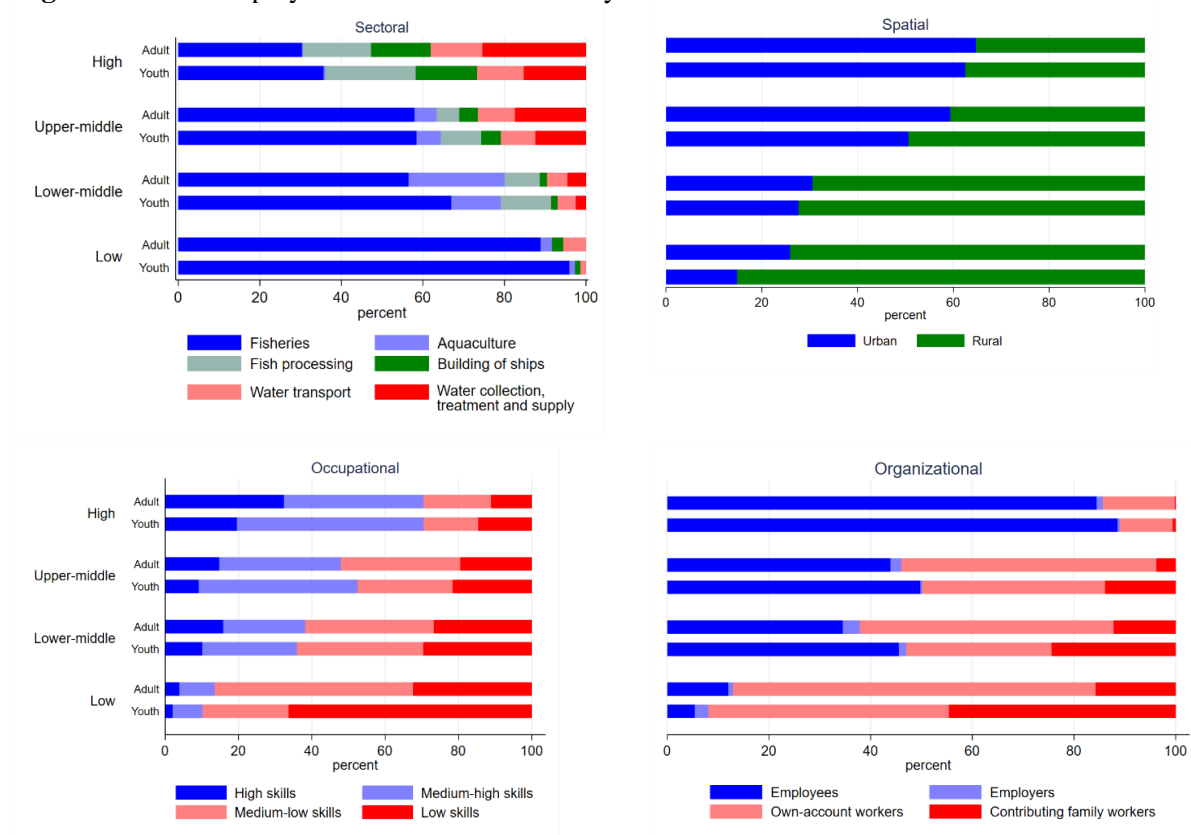 Sectoral
High
Adult
Youth
Upper-middle
Adult
Youth
Lower-middle
Adult
Youth
Low
Adult
Youth
0 20 40 60 80 100
percent
Fisheries
Aquaculture
Fish processing
Building of ships
Water transport
Water collection,
treatment and supply
Spatial
0 20 40 60 80 100
percent
Urban
Rural
Occupational
High
Adult
Youth
Upper-middle
Adult
Youth
Lower-middle
Adult
Youth
Low
Adult
Youth
0 20 40 60 80 100
percent
High skills
Medium-high skills
Medium-low skills
Low skills
Organizational
0 20 40 60 80 100
percent
Employees
Employers
Own-account workers
Contributing family workers